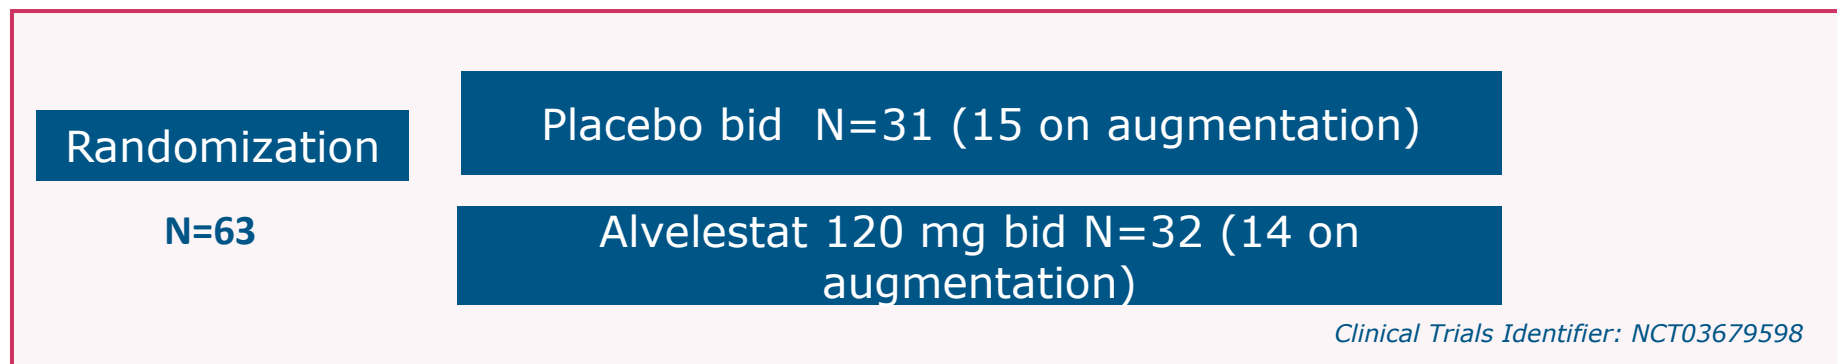 Randomization
N=63
Placebo bid  N=31 (15 on augmentation)
Alvelestat 120 mg bid N=32 (14 on
augmentation)
Clinical Trials Identifier: NCT03679598